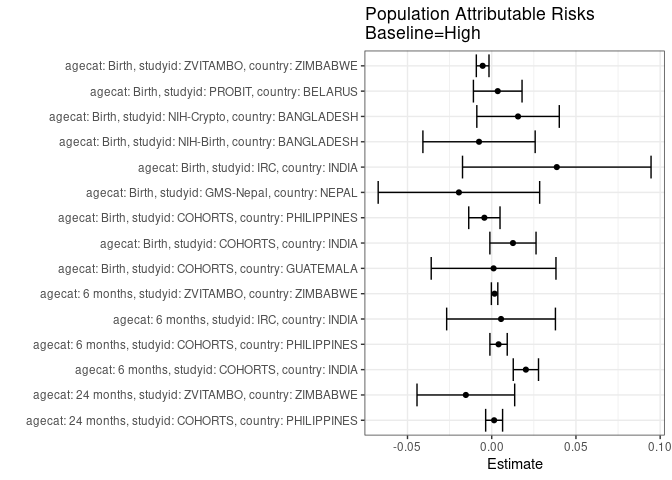 Population Attributable Risks
Baseline=High
agecat: Birth, studyid: ZVITAMBO, country: ZIMBABWE
agecat: Birth, studyid: PROBIT, country: BELARUS
agecat: Birth, studyid: NIH-Crypto, country: BANGLADESH
agecat: Birth, studyid: NIH-Birth, country: BANGLADESH
agecat: Birth, studyid: IRC, country: INDIA
agecat: Birth, studyid: GMS-Nepal, country: NEPAL
agecat: Birth, studyid: COHORTS, country: PHILIPPINES
agecat: Birth, studyid: COHORTS, country: INDIA
agecat: Birth, studyid: COHORTS, country: GUATEMALA
agecat: 6 months, studyid: ZVITAMBO, country: ZIMBABWE
agecat: 6 months, studyid: IRC, country: INDIA
agecat: 6 months, studyid: COHORTS, country: PHILIPPINES
agecat: 6 months, studyid: COHORTS, country: INDIA
agecat: 24 months, studyid: ZVITAMBO, country: ZIMBABWE
agecat: 24 months, studyid: COHORTS, country: PHILIPPINES
-0.05 0.00 0.05 0.10
Estimate